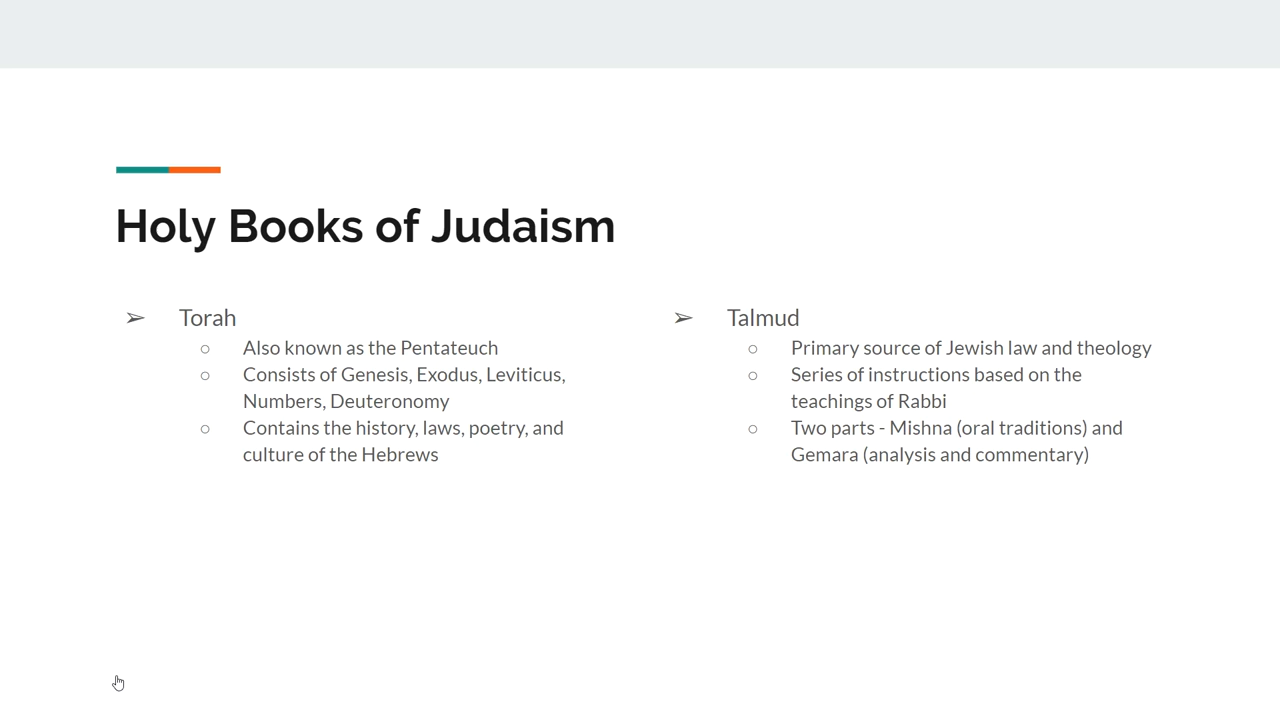 Holy Books of Judaism
➢ Torah
○ Also known as the Pentateuch
○ Consists of Genesis, Exodus, Leviticus,
Numbers, Deuteronomy
○ Contains the history, laws, poetry, and
culture of the Hebrews
➢ Talmud
○ Primary source of Jewish law and theology
○ Series of instructions based on the
teachings of Rabbi
○ Two parts - Mishna (oral traditions) and
Gemara (analysis and commentary)